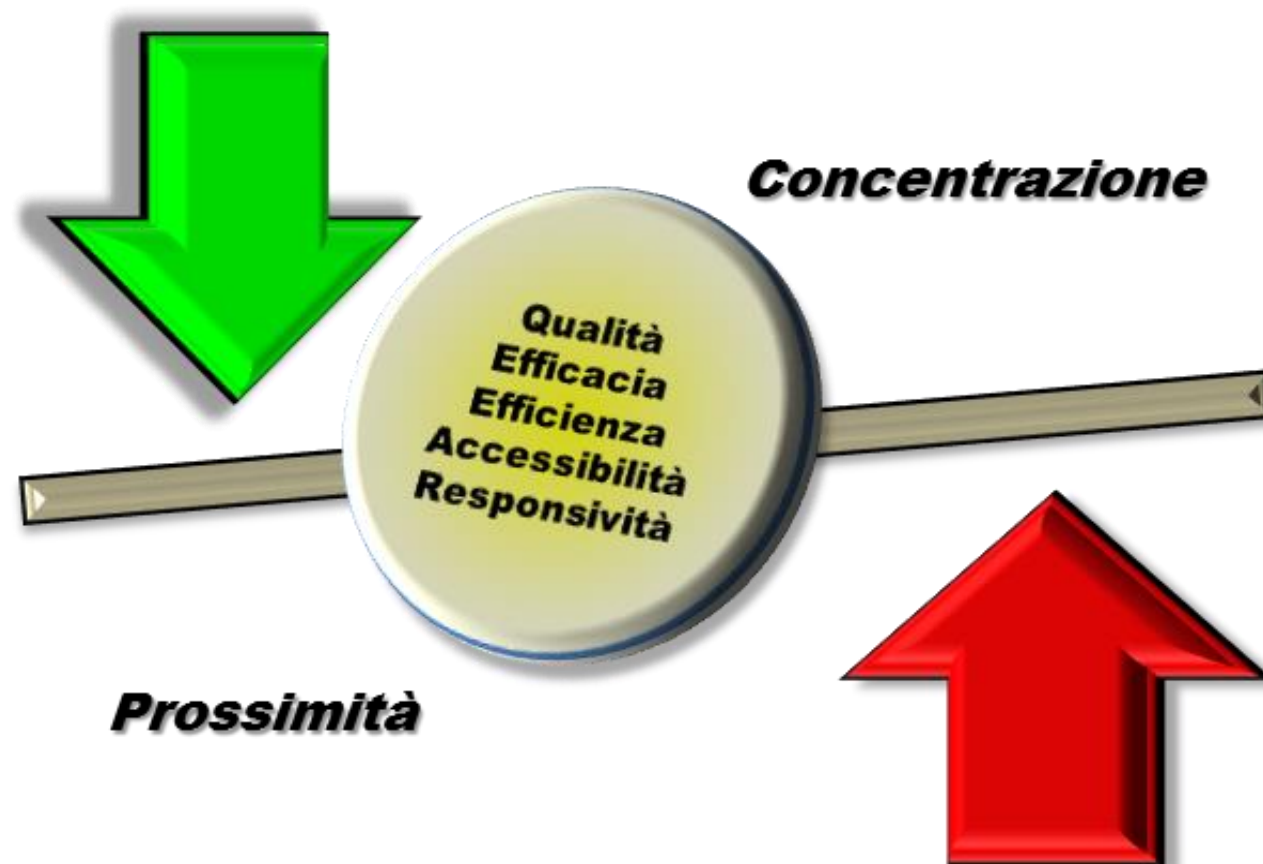 Concentrazione
Qualità
Efficacia
Efficienza
Accessibilità
Responsività
Prossimità